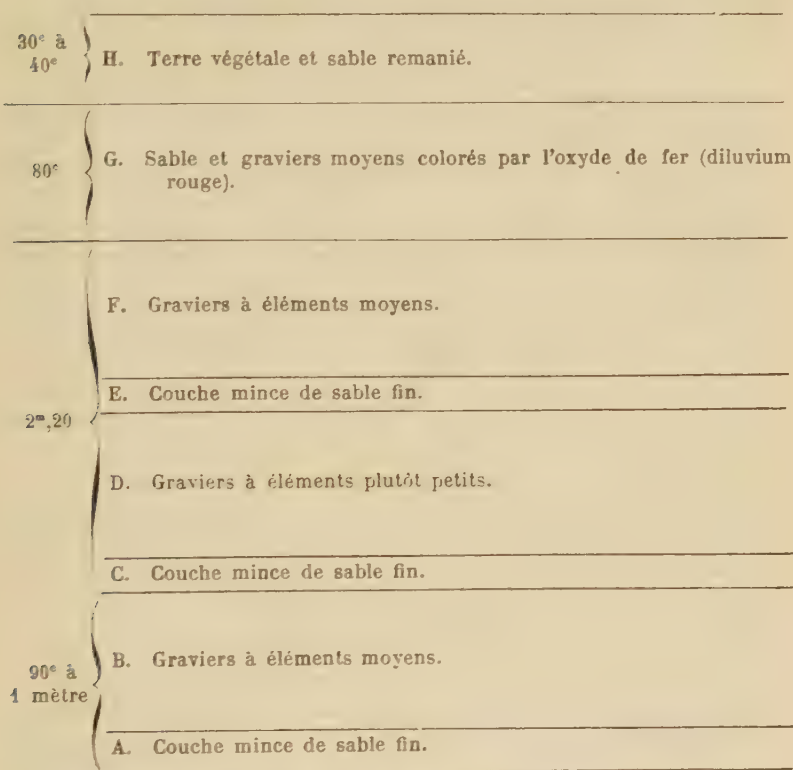 30ᶜ à
40ᶜ
H. Terre végétale et sable remanié.
80ᶜ
G. Sable et graviers moyens colorés par l'oxyde de fer (diluvium
rouge).
F. Graviers à éléments moyens.
E. Couche mince de sable fin.
2ᵐ,20
D. Graviers à éléments plutôt petits.
C. Couche mince de sable fin.
90ᶜ à
1 mètre
B. Graviers à éléments moyens.
A. Couche mince de sable fin.